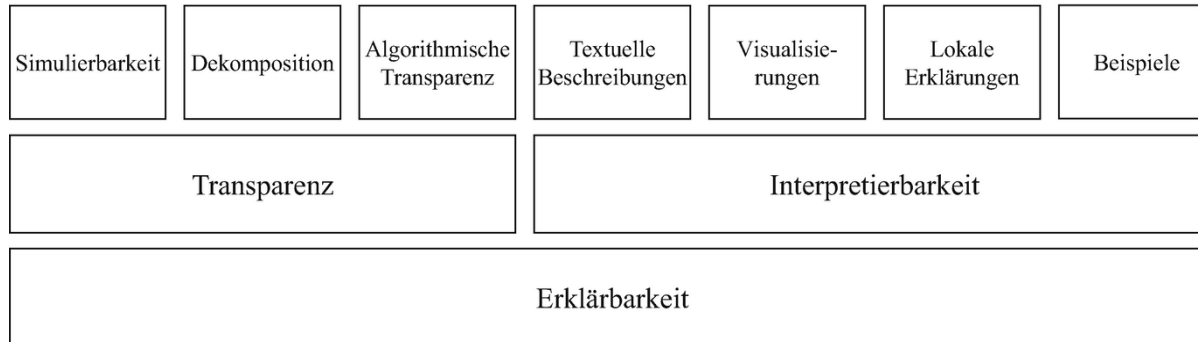 Simulierbarkeit
Dekomposition
Algorithmische
Transparenz
Textuelle
Beschreibungen
Visualisie-
rungen
Lokale
Erklärungen
Beispiele
Transparenz
Interpretierbarkeit
Erklärbarkeit